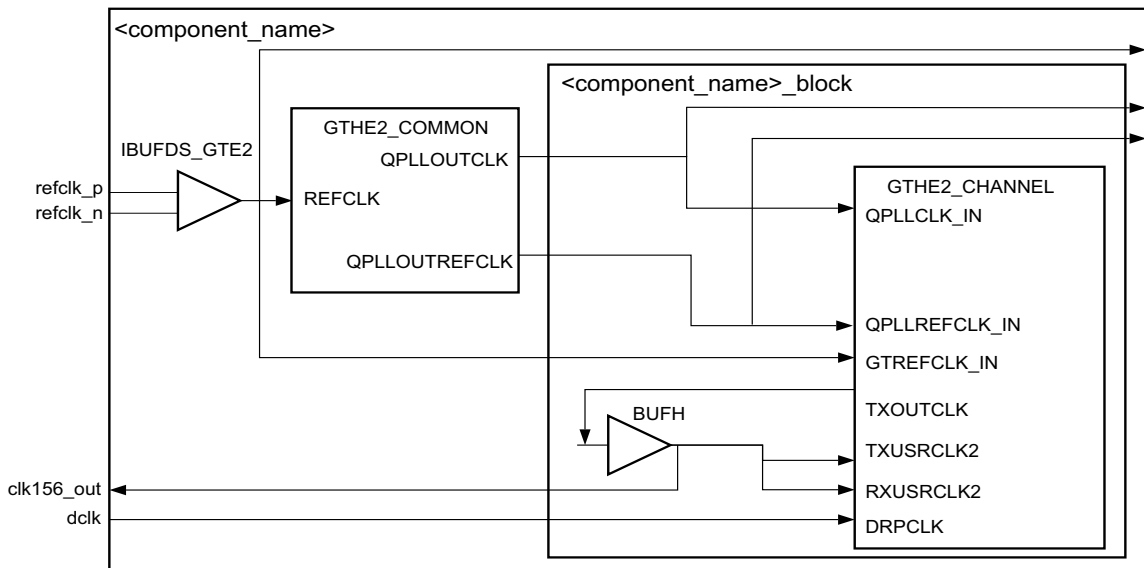 <component_name>
<component_name>_block
GTHE2_COMMON
IBUFDS_GTE2
QPLLOUTCLK
refclk_p
REFCLK
GTHE2_CHANNEL
refclk_n
QPLLCLK_IN
QPLLOUTREFCLK
QPLLREFCLK_IN
GTREFCLK_IN
BUFH
TXOUTCLK
TXUSRCLK2
clk156_out
RXUSRCLK2
dclk
DRPCLK